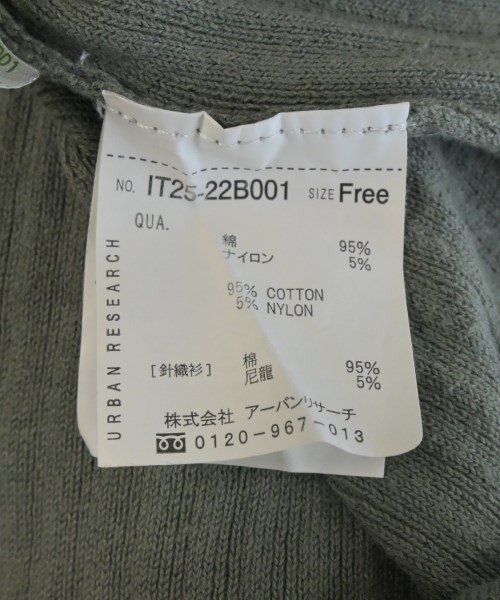 NO. IT25-22B001 SIZE Free
QUA.
綿 95%
ナイロン 5%
95% COTTON
5% NYLON
[針織衫] 棉 95%
尼龍 5%
株式会社 アーバンリサーチ
0120-967-013
URBAN RESEARCH
001